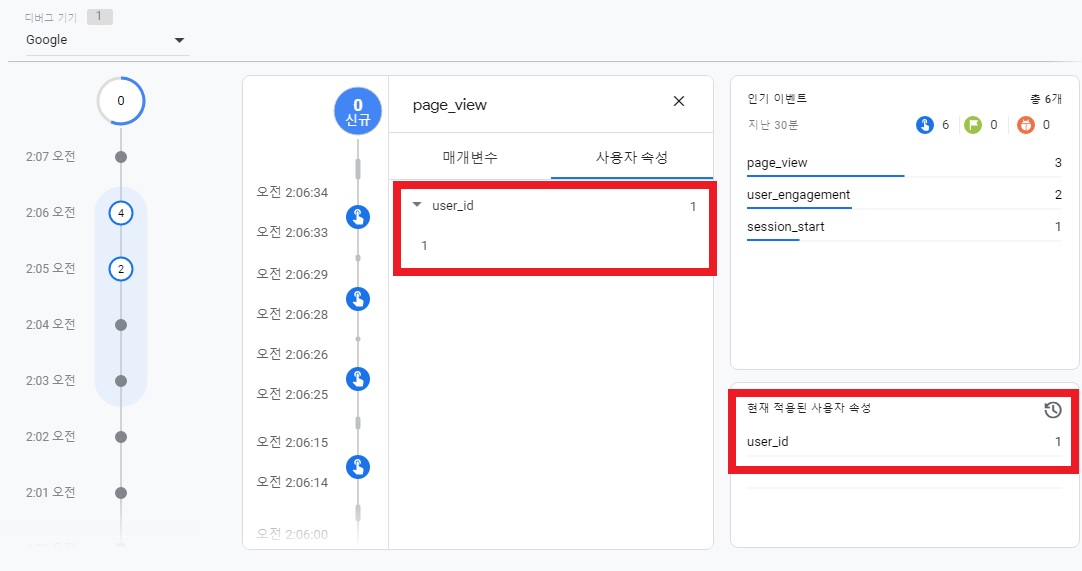 디버그 기기 1
Google
0
2:07 오전
2:06 오전
4
2:05 오전
2
2:04 오전
2:03 오전
2:02 오전
2:01 오전
0
신규
오전 2:06:34
오전 2:06:33
오전 2:06:29
오전 2:06:28
오전 2:06:26
오전 2:06:25
오전 2:06:15
오전 2:06:14
오전 2:06:00
page_view
매개변수 사용자 속성
user_id 1
1
인기 이벤트 총 6개
지난 30분 6 0 0
page_view 3
user_engagement 2
session_start 1
현재 적용된 사용자 속성
user_id 1